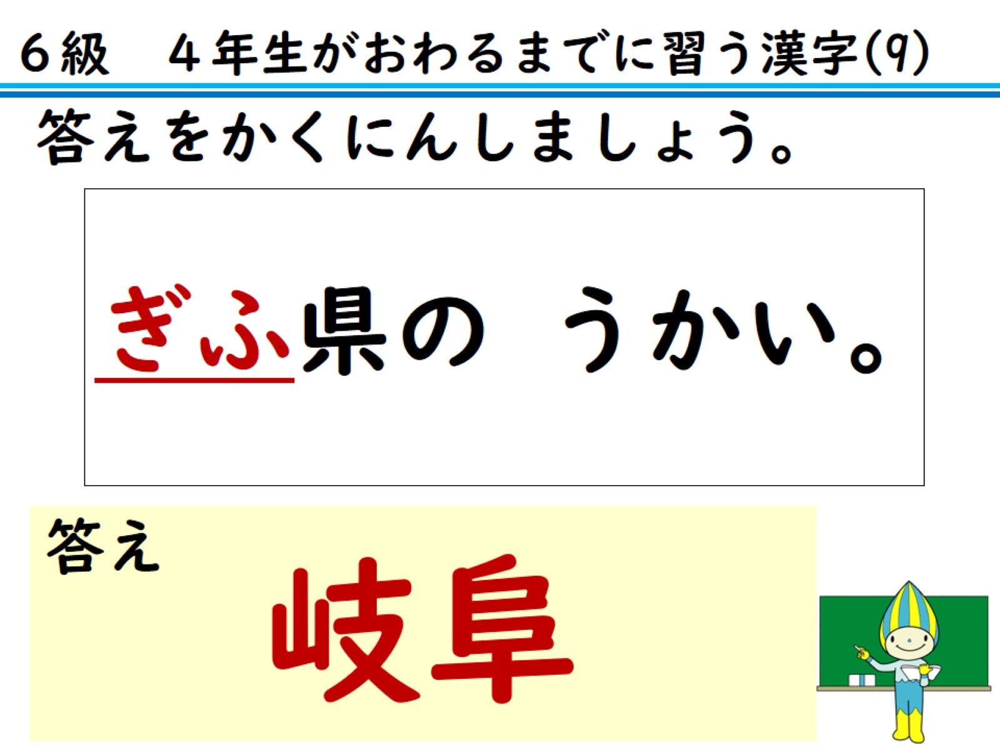 ６級　４年生がおわるまでに習う漢字(9)
答えをかくにんしましょう。
ぎふ県の　うかい。
答え
岐阜